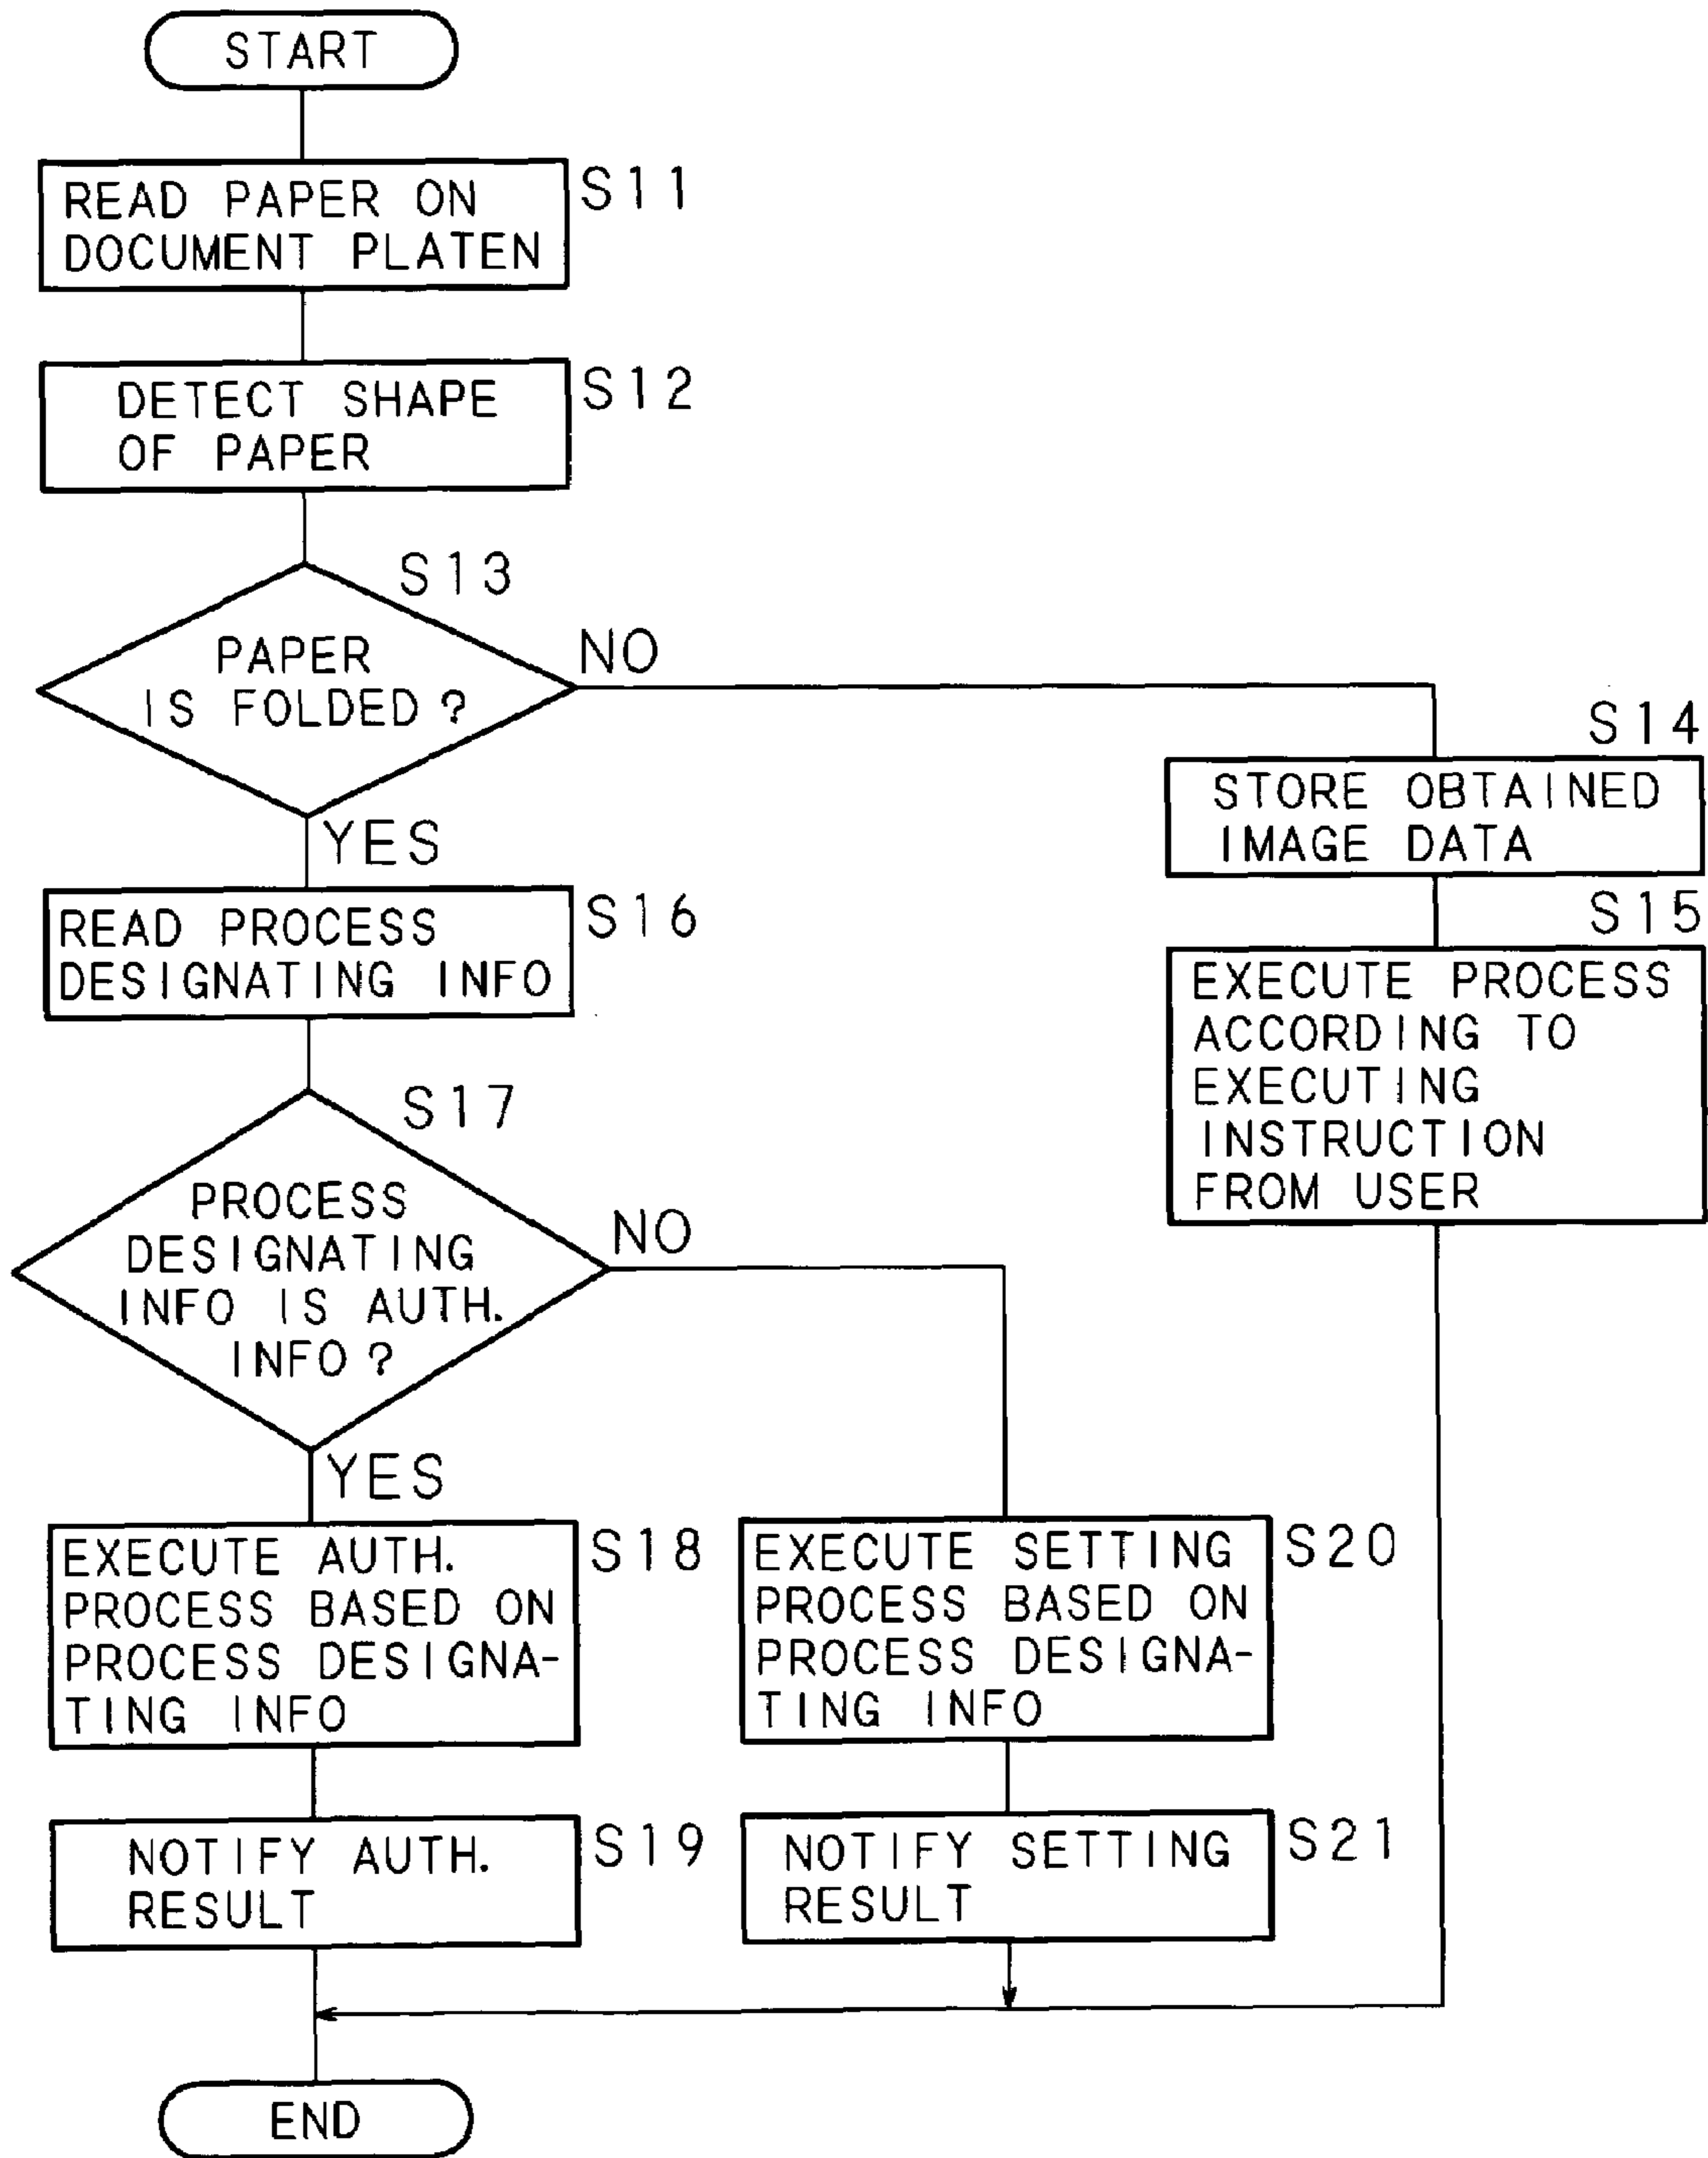 START
READ PAPER ON
DOCUMENT PLATEN
S11
DETECT SHAPE
OF PAPER
S12
S13
PAPER
IS FOLDED?
NO
YES
S14
STORE OBTAINED
IMAGE DATA
S15
EXECUTE PROCESS
ACCORDING TO
EXECUTING
INSTRUCTION
FROM USER
READ PROCESS
DESIGNATING INFO
S16
S17
PROCESS
DESIGNATING
INFO IS AUTH.
INFO?
NO
YES
EXECUTE AUTH.
PROCESS BASED ON
PROCESS DESIGNA-
TING INFO
S18
EXECUTE SETTING
PROCESS BASED ON
PROCESS DESIGNA-
TING INFO
S20
NOTIFY AUTH.
RESULT
S19
NOTIFY SETTING
RESULT
S21
END